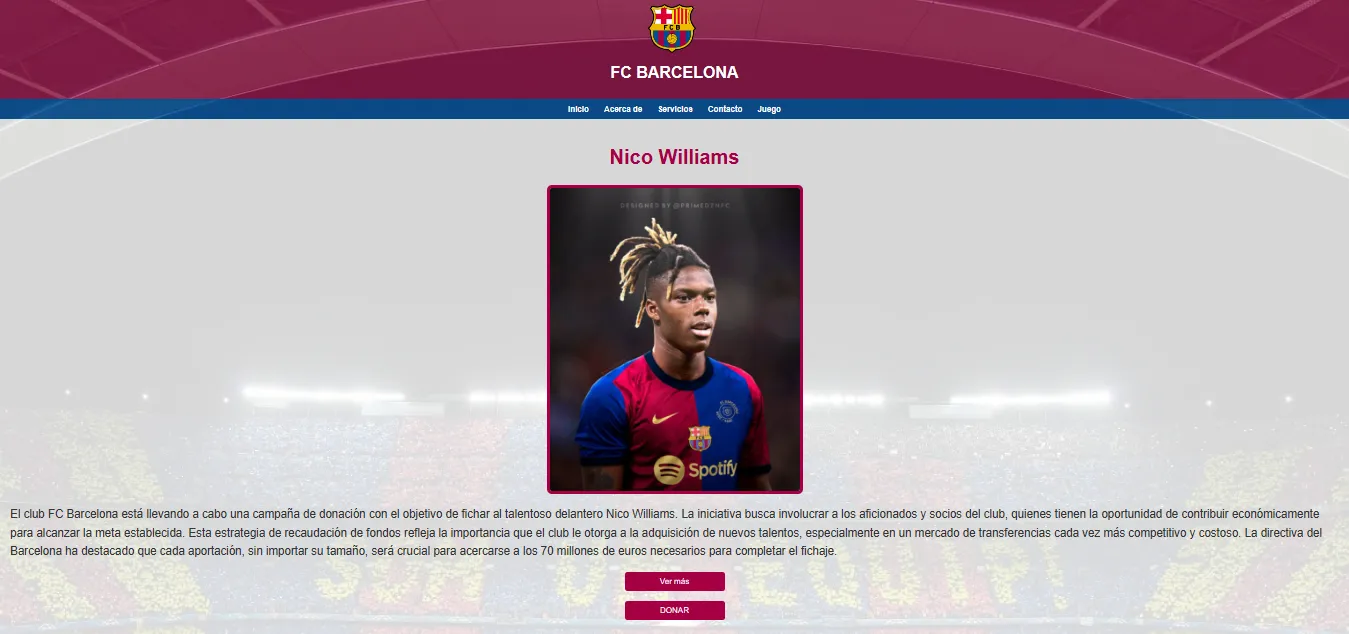 FCB
FC BARCELONA
Inicio Acerca de Servicios Contacto Juego
Nico Williams
DESIGNED BY @PRIMEDZNFC
Spotify
El club FC Barcelona está llevando a cabo una campaña de donación con el objetivo de fichar al talentoso delantero Nico Williams. La iniciativa busca involucrar a los aficionados y socios del club, quienes tienen la oportunidad de contribuir económicamente
para alcanzar la meta establecida. Esta estrategia de recaudación de fondos refleja la importancia que el club le otorga a la adquisición de nuevos talentos, especialmente en un mercado de transferencias cada vez más competitivo y costoso. La directiva del
Barcelona ha destacado que cada aportación, sin importar su tamaño, será crucial para acercarse a los 70 millones de euros necesarios para completar el fichaje.
Ver más
DONAR